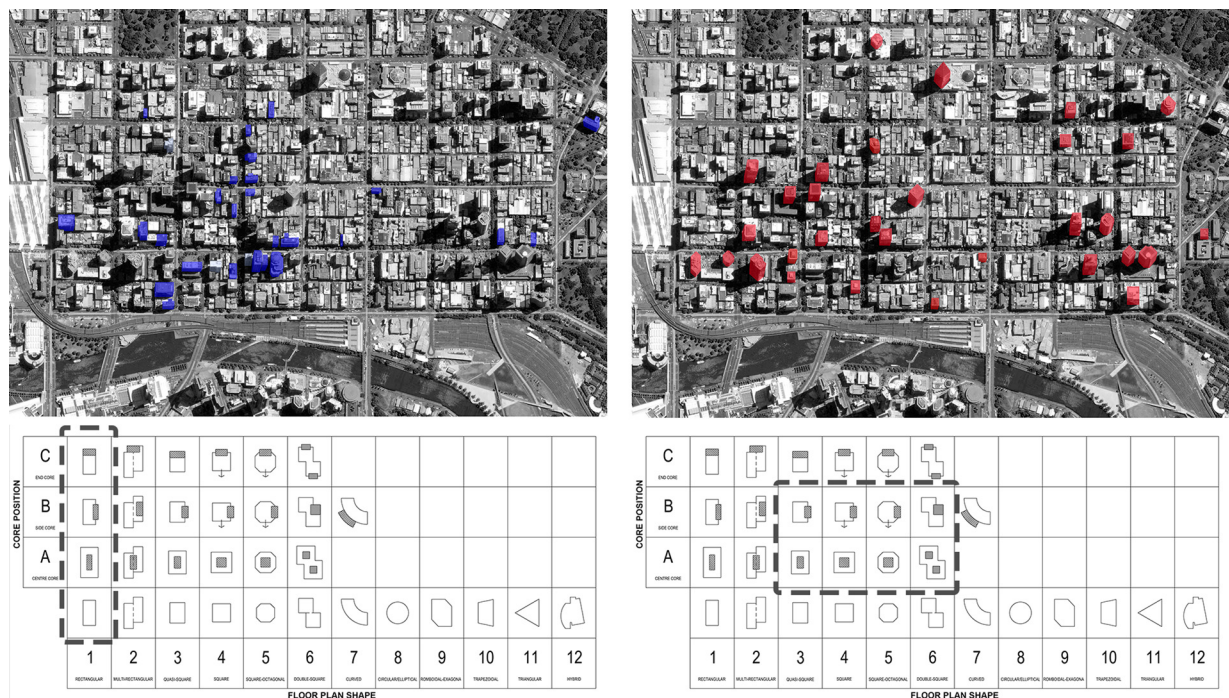 C
END CORE
B
SIDE CORE
A
CENTRE CORE
CORE POSITION
1 2 3 4 5 6 7 8 9 10 11 12
RECTANGULAR MULTI-RECTANGULAR QUASI-SQUARE SQUARE SQUARE-OCTAGONAL DOUBLE-SQUARE CURVED CIRCULAR/ELLIPTICAL ROMBOIDAL-EXAGONA TRAPEZOIDAL TRIANGULAR HYBRID
FLOOR PLAN SHAPE
C
END CORE
B
SIDE CORE
A
CENTRE CORE
CORE POSITION
1 2 3 4 5 6 7 8 9 10 11 12
RECTANGULAR MULTI-RECTANGULAR QUASI-SQUARE SQUARE SQUARE-OCTAGONAL DOUBLE-SQUARE CURVED CIRCULAR/ELLIPTICAL ROMBOIDAL-EXAGONA TRAPEZOIDAL TRIANGULAR HYBRID
FLOOR PLAN SHAPE